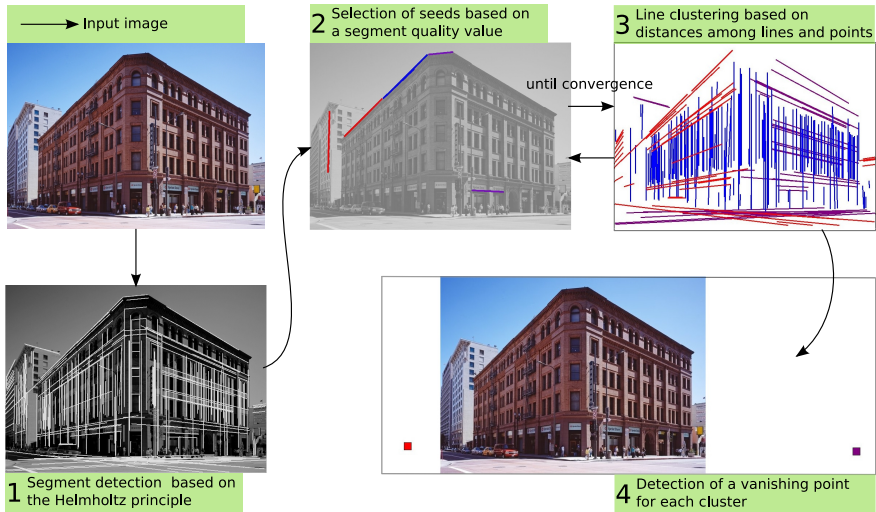 Input image
2 Selection of seeds based on
a segment quality value
3 Line clustering based on
distances among lines and points
until convergence
1 Segment detection based on
the Helmholtz principle
4 Detection of a vanishing point
for each cluster